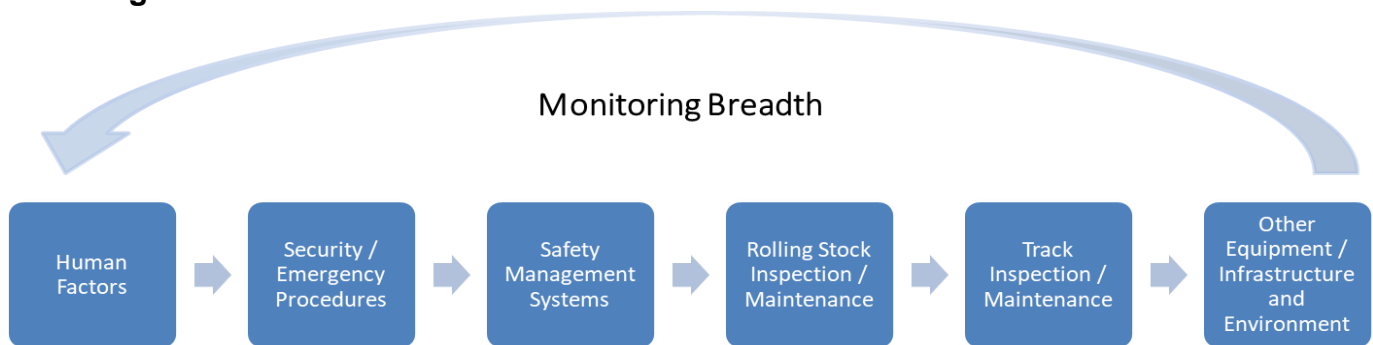 Monitoring Breadth
Human
Factors
Security /
Emergency
Procedures
Safety
Management
Systems
Rolling Stock
Inspection /
Maintenance
Track
Inspection /
Maintenance
Other
Equipment /
Infrastructure
and
Environment